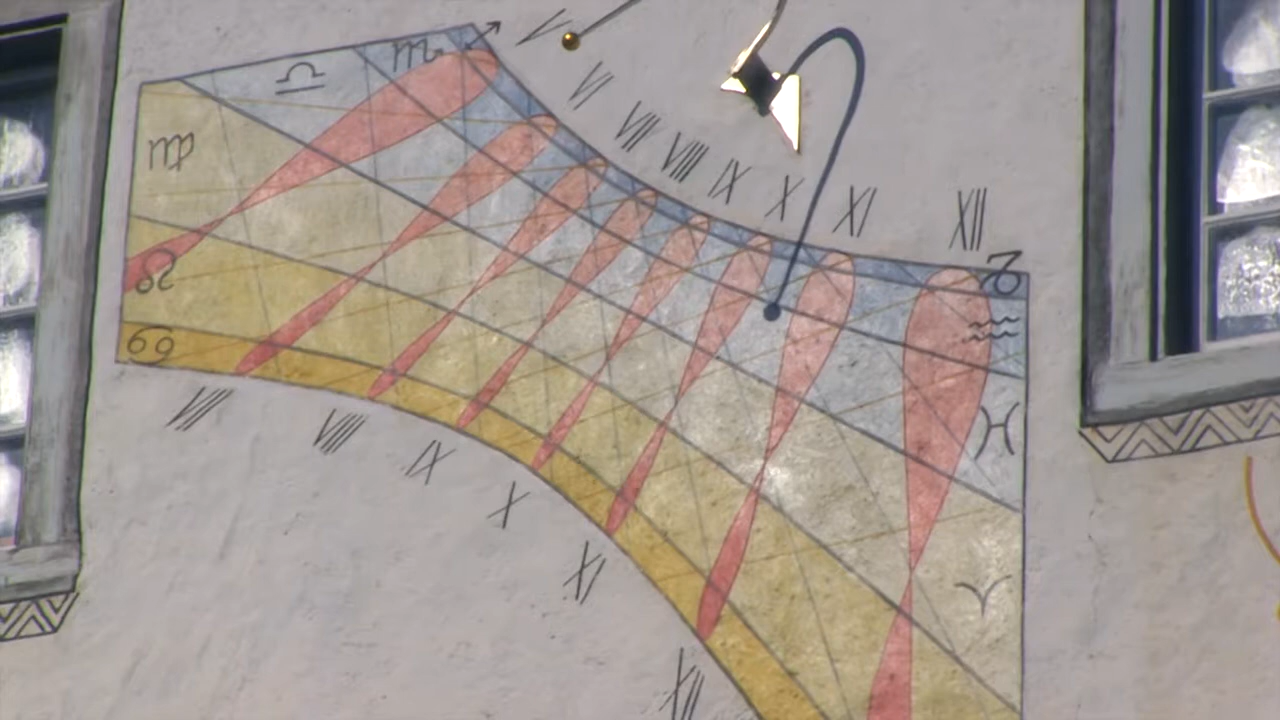 ♎ ♏ ♐ V
♍ VI
VII VIII IX X XI XII
♌ ♑
♋ ♒
♓
VII VIII IX X XI XII
♈